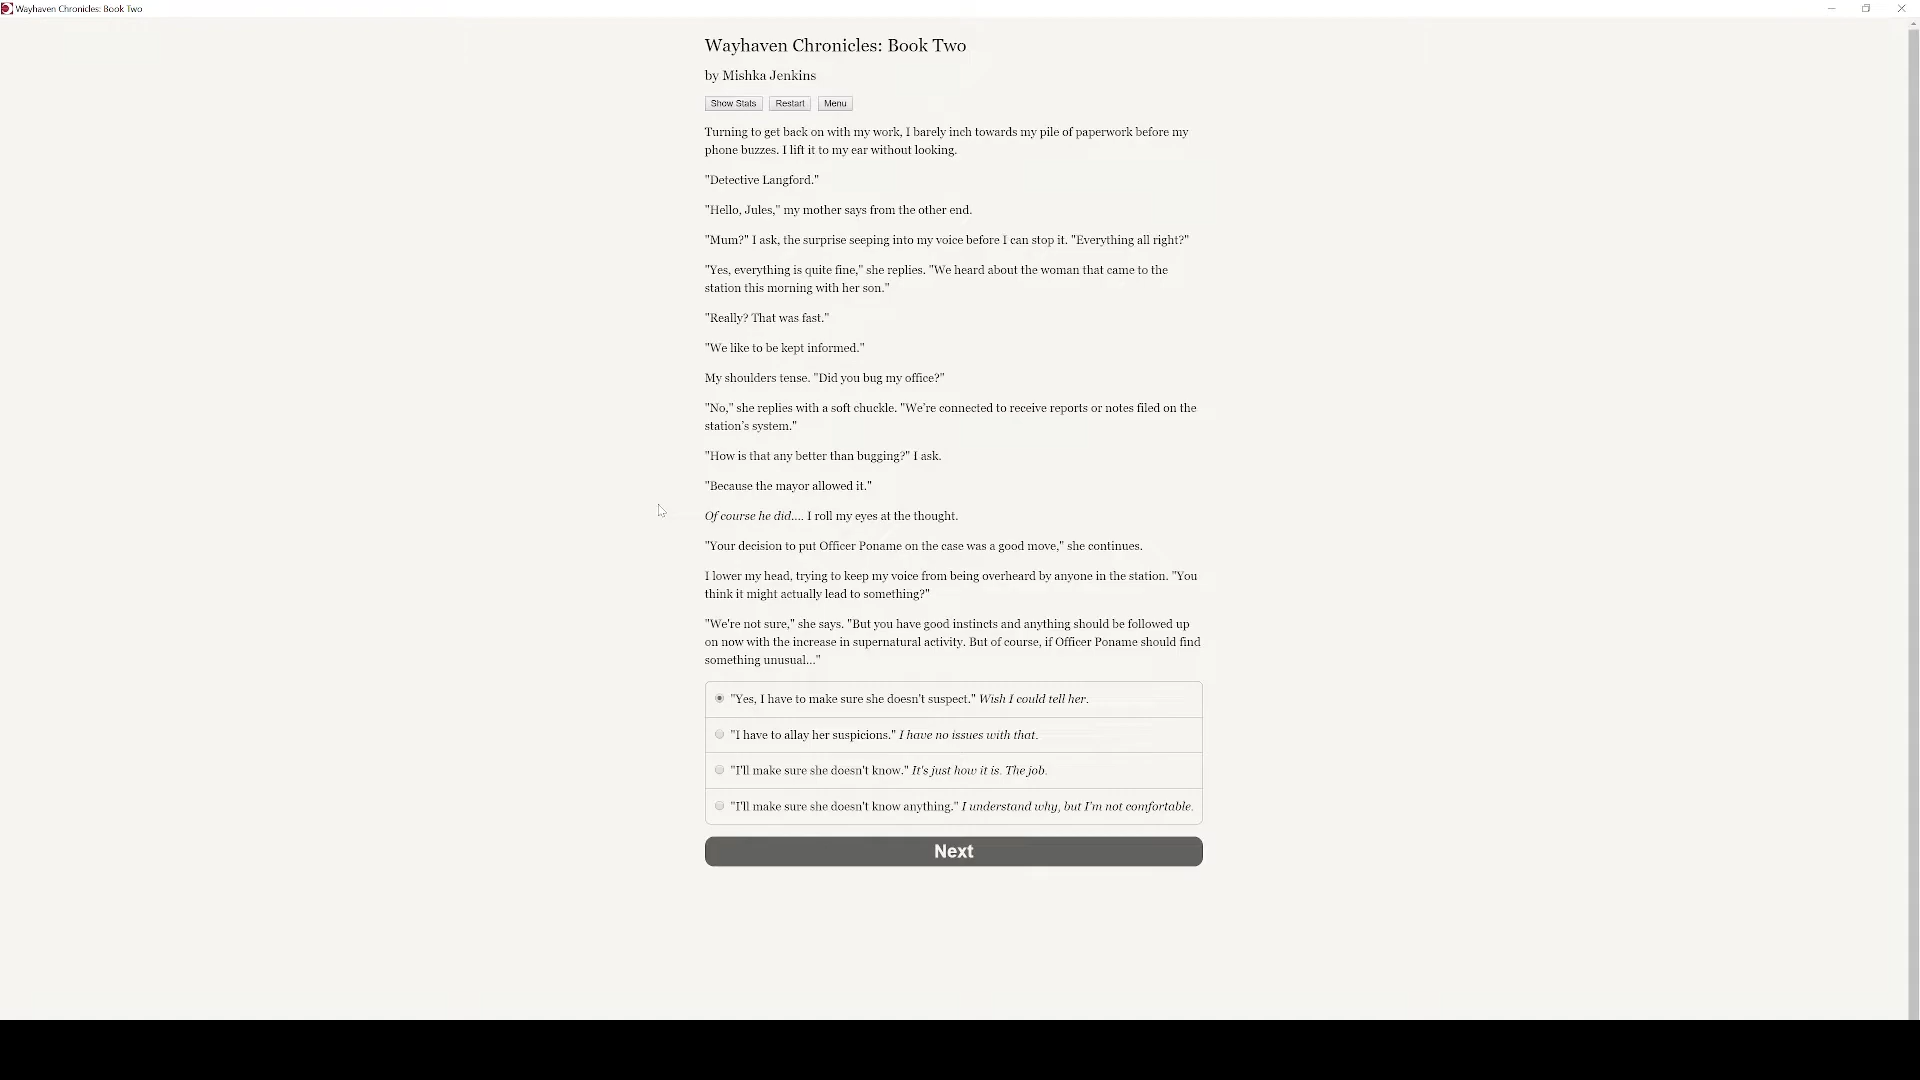 Wayhaven Chronicles: Book Two
Wayhaven Chronicles: Book Two
by Mishka Jenkins
Show Stats Restart Menu
Turning to get back on with my work, I barely inch towards my pile of paperwork before my
phone buzzes. I lift it to my ear without looking.
"Detective Langford."
"Hello, Jules," my mother says from the other end.
"Mum?" I ask, the surprise seeping into my voice before I can stop it. "Everything all right?"
"Yes, everything is quite fine," she replies. "We heard about the woman that came to the
station this morning with her son."
"Really? That was fast."
"We like to be kept informed."
My shoulders tense. "Did you bug my office?"
"No," she replies with a soft chuckle. "We're connected to receive reports or notes filed on the
station's system."
"How is that any better than bugging?" I ask.
"Because the mayor allowed it."
Of course he did.... I roll my eyes at the thought.
"Your decision to put Officer Poname on the case was a good move," she continues.
I lower my head, trying to keep my voice from being overheard by anyone in the station. "You
think it might actually lead to something?"
"We're not sure," she says. "But you have good instincts and anything should be followed up
on now with the increase in supernatural activity. But of course, if Officer Poname should find
something unusual..."
"Yes, I have to make sure she doesn't suspect." Wish I could tell her.
"I have to allay her suspicions." I have no issues with that.
"I'll make sure she doesn't know." It's just how it is. The job.
"I'll make sure she doesn't know anything." I understand why, but I'm not comfortable.
Next